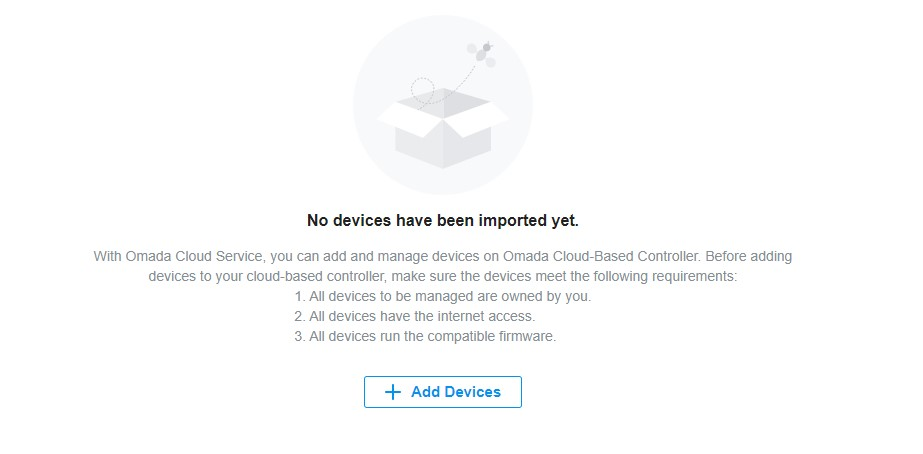 No devices have been imported yet.
With Omada Cloud Service, you can add and manage devices on Omada Cloud-Based Controller. Before adding
devices to your cloud-based controller, make sure the devices meet the following requirements:
1. All devices to be managed are owned by you.
2. All devices have the internet access.
3. All devices run the compatible firmware.
Add Devices